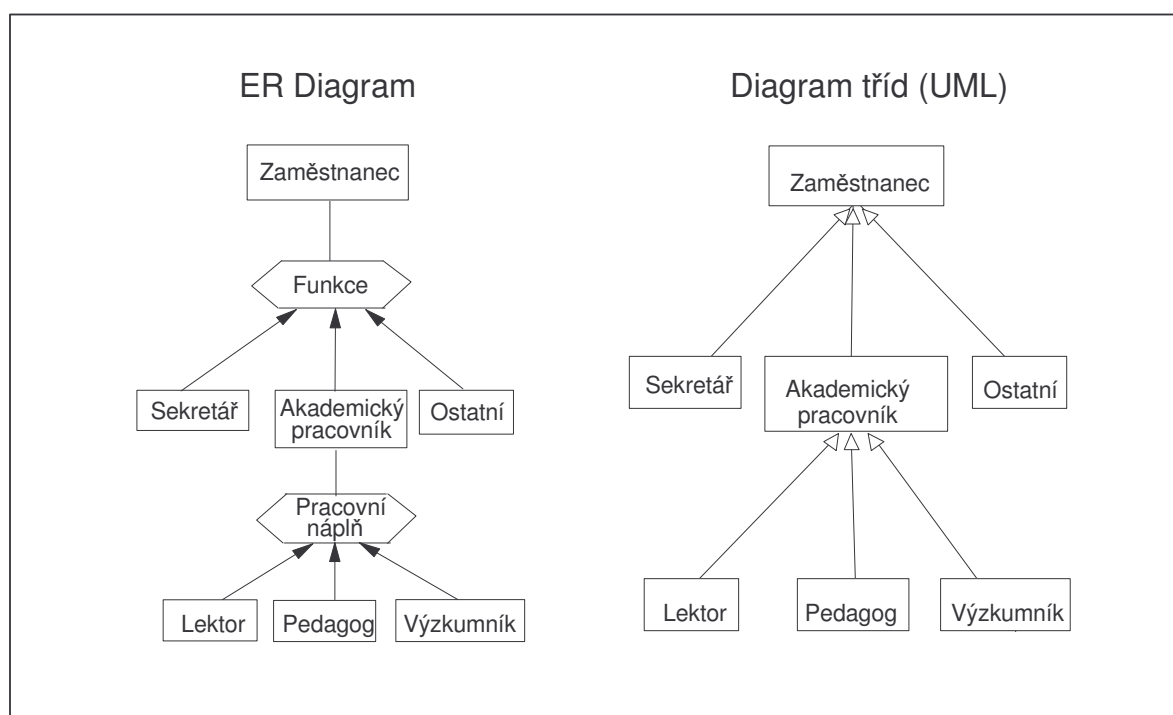 ER Diagram
Zaměstnanec
Funkce
Sekretář
Akademický
pracovník
Ostatní
Pracovní
náplň
Lektor
Pedagog
Výzkumník
Diagram tříd (UML)
Zaměstnanec
Sekretář
Akademický
pracovník
Ostatní
Lektor
Pedagog
Výzkumník